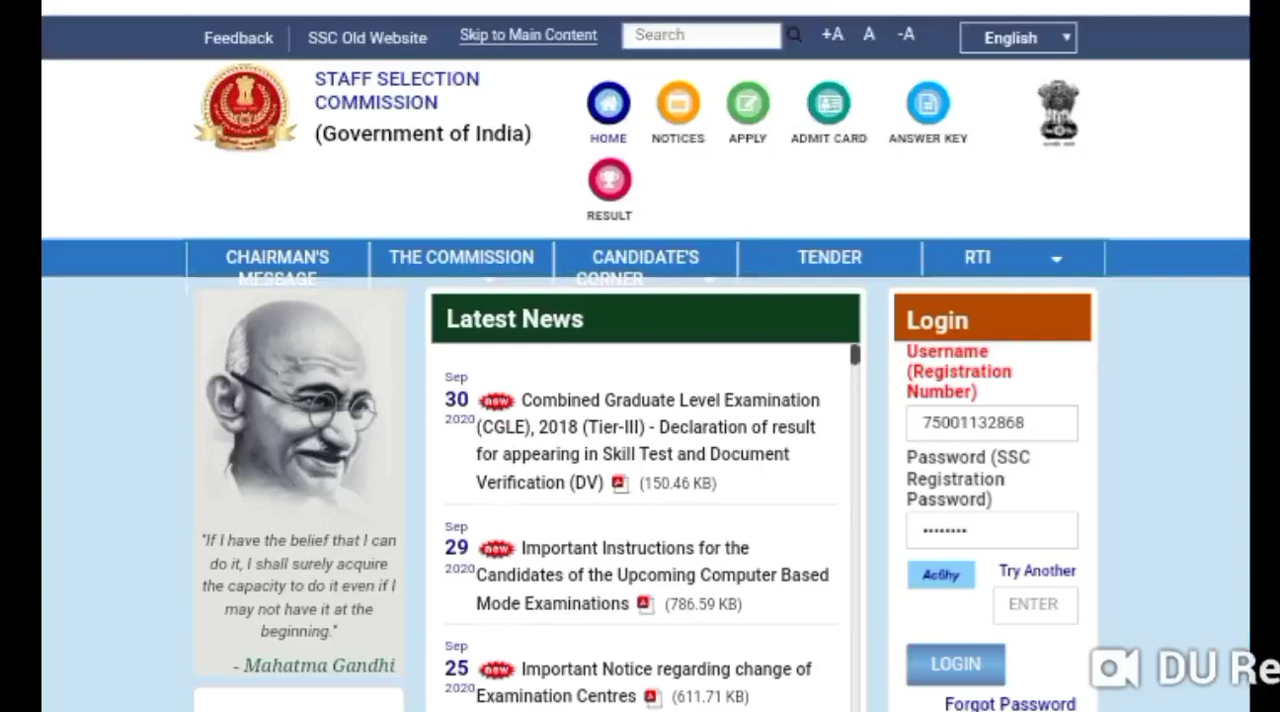 Feedback
SSC Old Website
Skip to Main Content
Search
+A
A
-A
English
STAFF SELECTION
COMMISSION
(Government of India)
HOME
NOTICES
APPLY
ADMIT CARD
ANSWER KEY
RESULT
CHAIRMAN'S
MESSAGE
THE COMMISSION
CANDIDATE'S
CORNER
TENDER
RTI
"If I have the belief that I can
do it, I shall surely acquire
the capacity to do it even if I
may not have it at the
beginning."
- Mahatma Gandhi
Latest News
Sep
30
2020
new Combined Graduate Level Examination
(CGLE), 2018 (Tier-III) - Declaration of result
for appearing in Skill Test and Document
Verification (DV) (150.46 KB)
Sep
29
2020
new Important Instructions for the
Candidates of the Upcoming Computer Based
Mode Examinations (786.59 KB)
Sep
25
2020
new Important Notice regarding change of
Examination Centres (611.71 KB)
Login
Username
(Registration
Number)
75001132868
Password (SSC
Registration
Password)
••••••••
Ac6hy
Try Another
ENTER
LOGIN
Forgot Password
DU Re